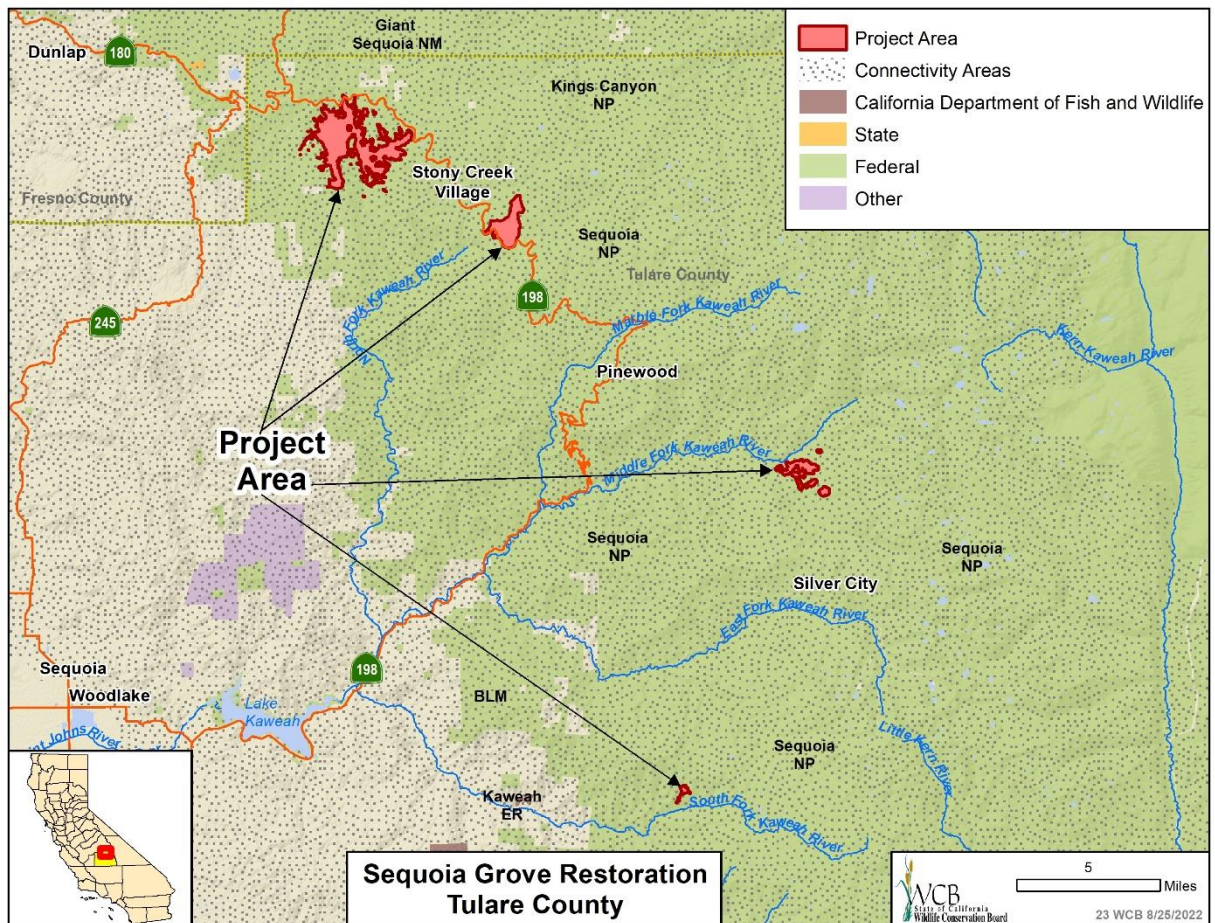 Giant
Sequoia NM
Dunlap
180
Kings Canyon
NP
Project Area
Connectivity Areas
California Department of Fish and Wildlife
State
Federal
Other
Fresno County
Stony Creek
Village
Sequoia
NP
Tulare County
North Fork Kaweah River
198
Marble Fork Kaweah River
245
Kern-Kaweah River
Pinewood
Project
Area
Middle Fork Kaweah River
Sequoia
NP
Sequoia
NP
Silver City
East Fork Kaweah River
Sequoia
Woodlake
198
BLM
Lake
Kaweah
Johns River
Little Kern River
Sequoia
NP
Kaweah
ER
South Fork Kaweah River
Sequoia Grove Restoration
Tulare County
WCB
State of California
Wildlife Conservation Board
5
Miles
23 WCB 8/25/2022